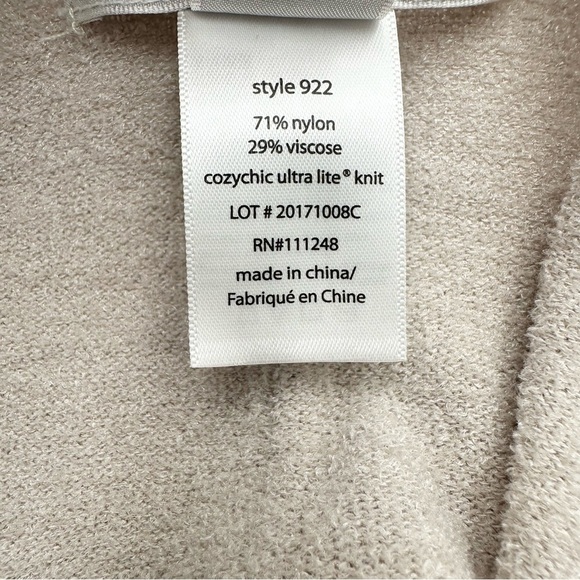 style 922
71% nylon
29% viscose
cozychic ultra lite® knit
LOT # 20171008C
RN#111248
made in china/
Fabriqué en Chine